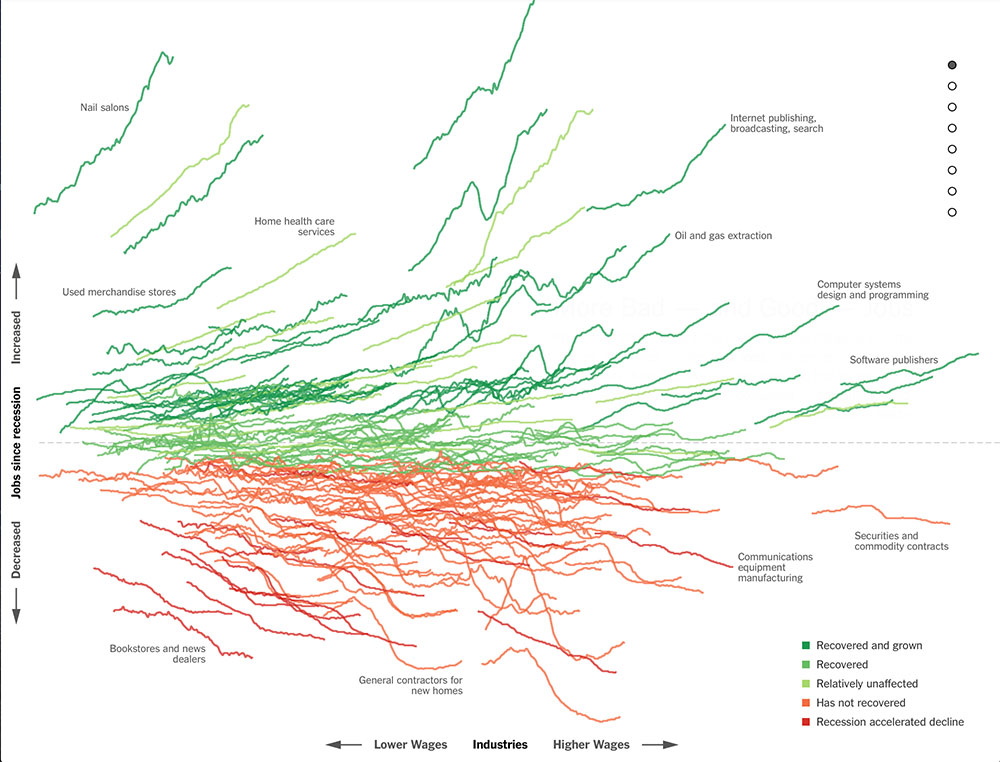 Nail salons
Internet publishing,
broadcasting, search
Home health care
services
Oil and gas extraction
Used merchandise stores
Computer systems
design and programming
Software publishers
Increased
Jobs since recession
Decreased
Securities and
commodity contracts
Communications
equipment
manufacturing
Bookstores and news
dealers
General contractors for
new homes
Recovered and grown
Recovered
Relatively unaffected
Has not recovered
Recession accelerated decline
Lower Wages Industries Higher Wages